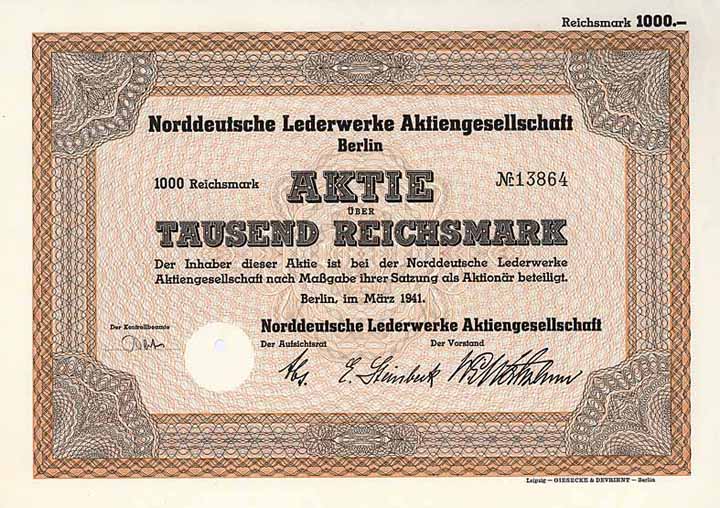 Reichsmark 1000.—
Norddeutsche Lederwerke Aktiengesellschaft
Berlin
1000 Reichsmark AKTIE № 13864
ÜBER
TAUSEND REICHSMARK
Der Inhaber dieser Aktie ist bei der Norddeutsche Lederwerke
Aktiengesellschaft nach Maßgabe ihrer Satzung als Aktionär beteiligt.
Berlin, im März 1941.
Der Kontrollbeamte
Norddeutsche Lederwerke Aktiengesellschaft
Der Aufsichtsrat Der Vorstand
E. Steinbeck
Leipzig — GIESECKE & DEVRIENT — Berlin